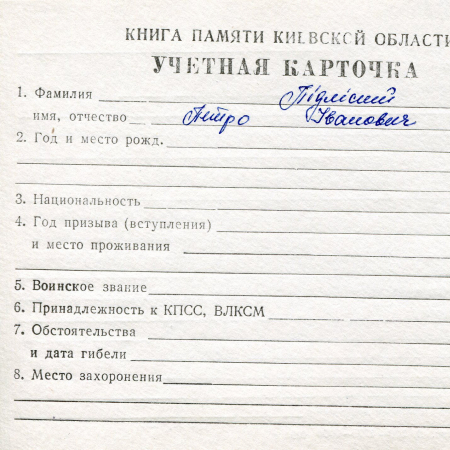 КНИГА ПАМЯТИ КИЕВСКОЙ ОБЛАСТИ
УЧЕТНАЯ КАРТОЧКА
1. Фамилия Підлісний
имя, отчество Петро Іванович
2. Год и место рожд.
3. Национальность
4. Год призыва (вступления)
и место проживания
5. Воинское звание
6. Принадлежность к КПСС, ВЛКСМ
7. Обстоятельства
и дата гибели
8. Место захоронения